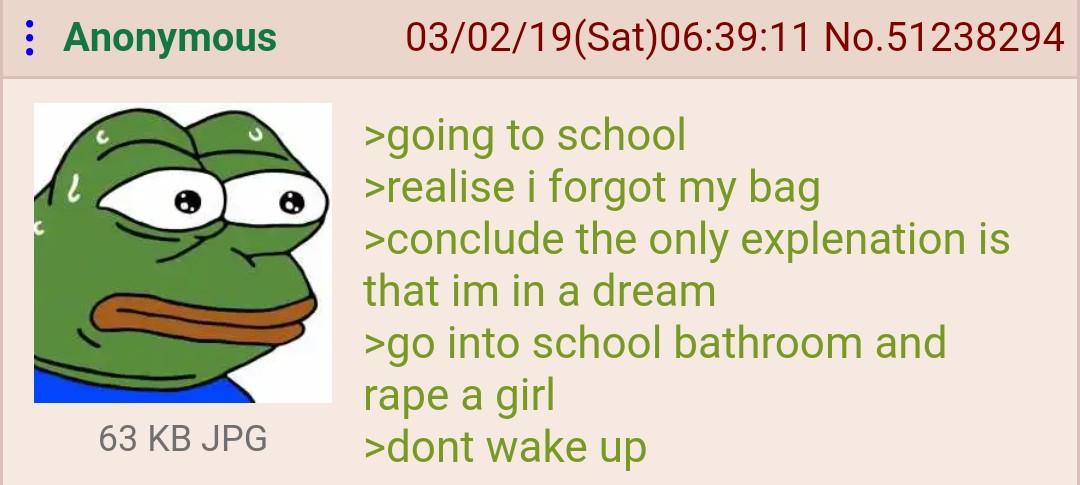 Anonymous 03/02/19(Sat)06:39:11 No.51238294
>going to school
>realise i forgot my bag
>conclude the only explenation is
that im in a dream
>go into school bathroom and
rape a girl
>dont wake up
63 KB JPG